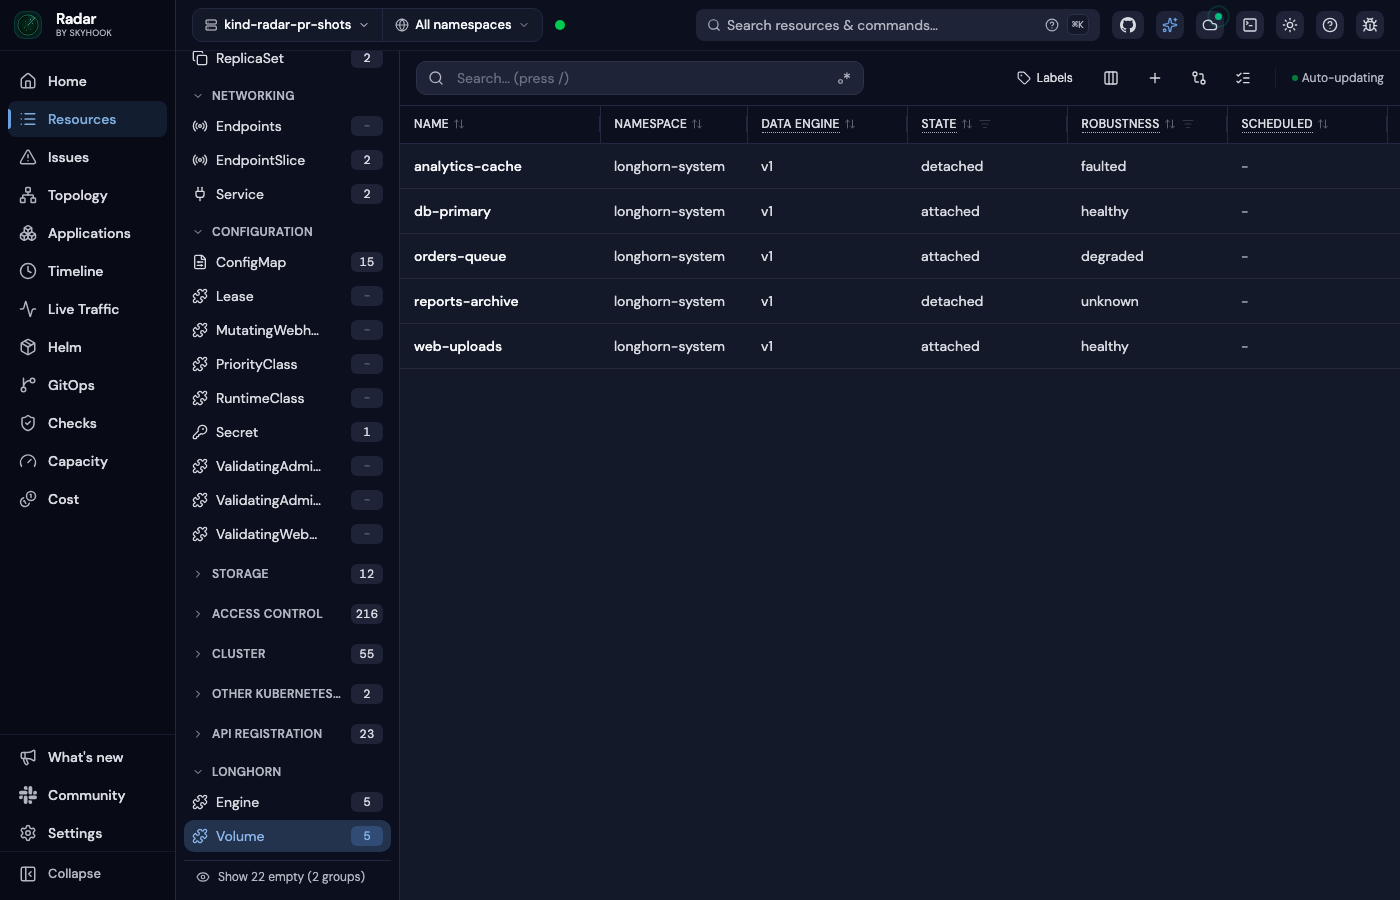 Radar
BY SKYHOOK
kind-radar-pr-shots
All namespaces
Search resources & commands...
⌘K
Home
Resources
Issues
Topology
Applications
Timeline
Live Traffic
Helm
GitOps
Checks
Capacity
Cost
What's new
Community
Settings
Collapse
ReplicaSet 2
NETWORKING
Endpoints -
EndpointSlice 2
Service 2
CONFIGURATION
ConfigMap 15
Lease -
MutatingWebh... -
PriorityClass -
RuntimeClass -
Secret 1
ValidatingAdmi... -
ValidatingAdmi... -
ValidatingWeb... -
STORAGE 12
ACCESS CONTROL 216
CLUSTER 55
OTHER KUBERNETES... 2
API REGISTRATION 23
LONGHORN
Engine 5
Volume 5
Show 22 empty (2 groups)
Search... (press /)
.*
Labels
Auto-updating
NAME NAMESPACE DATA ENGINE STATE ROBUSTNESS SCHEDULED
analytics-cache longhorn-system v1 detached faulted -
db-primary longhorn-system v1 attached healthy -
orders-queue longhorn-system v1 attached degraded -
reports-archive longhorn-system v1 detached unknown -
web-uploads longhorn-system v1 attached healthy -